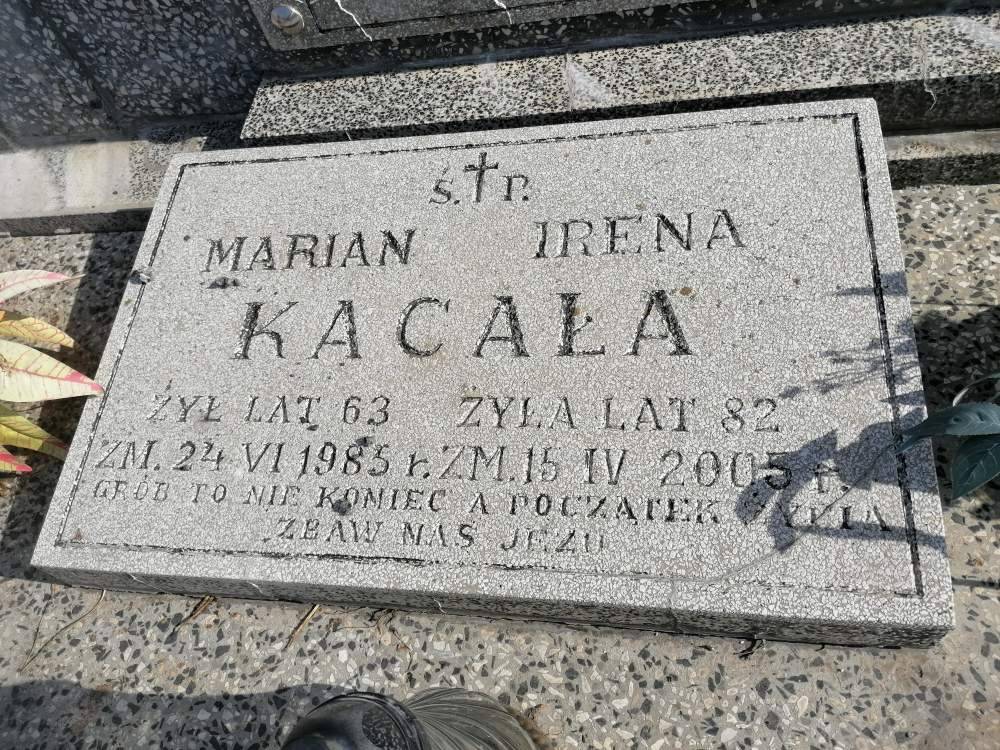 Ś. † P.
MARIAN IRENA
KACAŁA
ŻYŁ LAT 63 ŻYŁA LAT 82
ZM. 24 VI 1983 r. ZM. 15 IV 2005 r.
GRÓB TO NIE KONIEC A POCZĄTEK ŻYCIA
ZBAW NAS JEZU